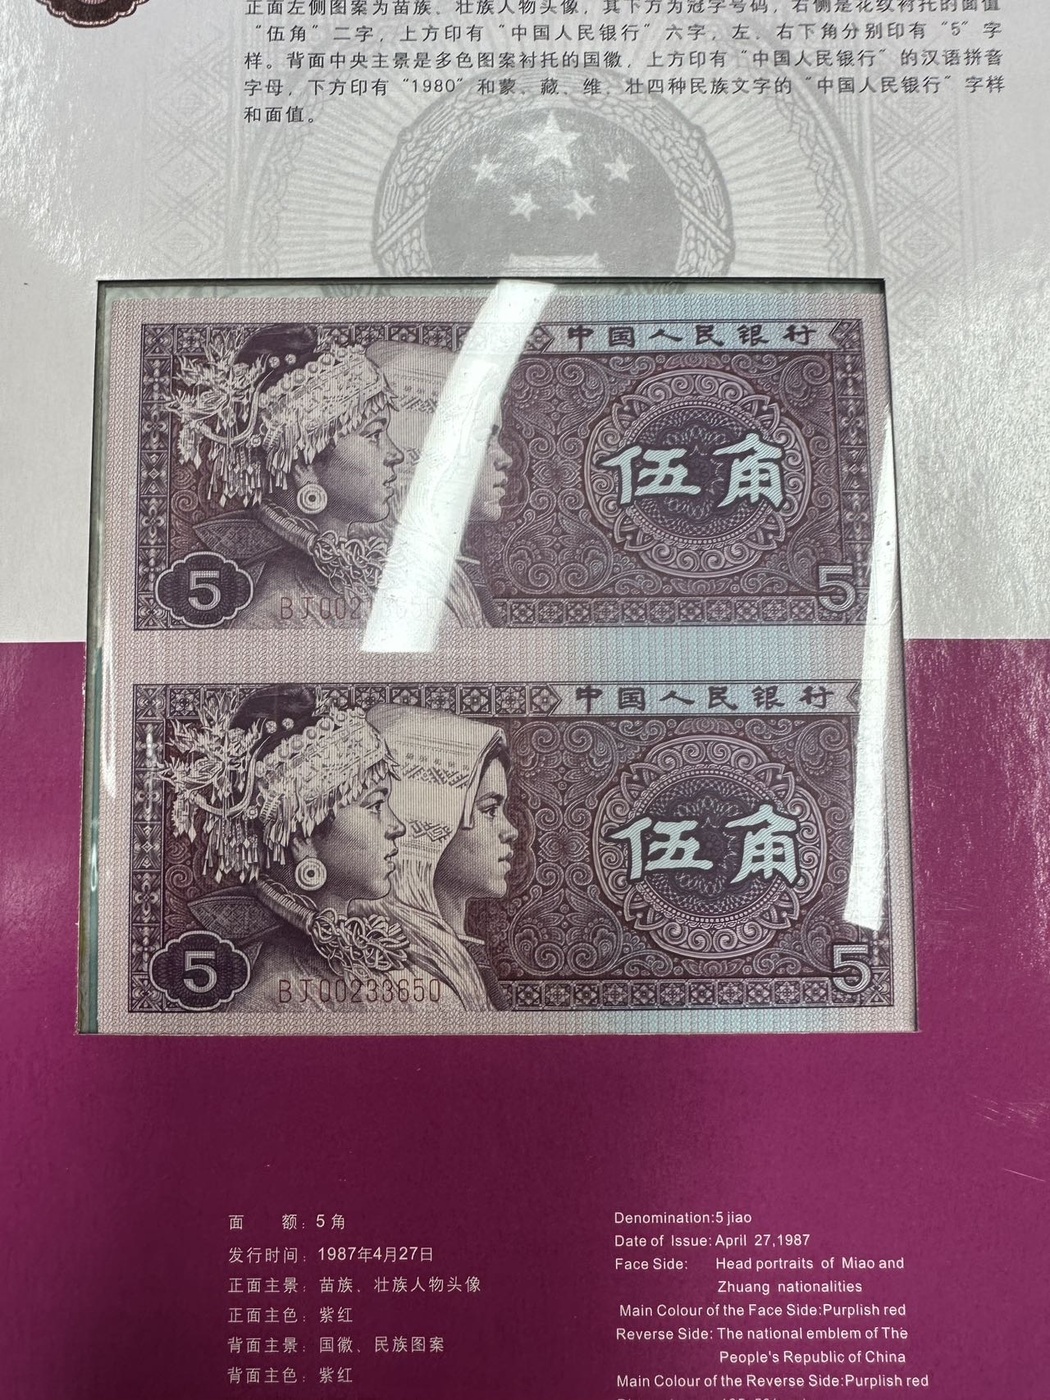 正面左侧图案为苗族、壮族人物头像，其下方为冠字号码，右侧是花纹衬托的面值
“伍角”二字，上方印有“中国人民银行”六字，左、右下角分别印有“5”字
样。背面中央主景是多色图案衬托的国徽，上方印有“中国人民银行”的汉语拼音
字母，下方印有“1980”和蒙、藏、维、壮四种民族文字的“中国人民银行”字样
和面值。
中国人民银行
伍角
5
5
BJ002
中国人民银行
伍角
5
5
BJ00233650
面 额：5 角
发行时间：1987年4月27日
正面主景：苗族、壮族人物头像
正面主色：紫红
背面主景：国徽、民族图案
背面主色：紫红
Denomination:5 jiao
Date of Issue: April 27,1987
Face Side: Head portraits of Miao and
Zhuang nationalities
Main Colour of the Face Side:Purplish red
Reverse Side: The national emblem of The
People's Republic of China
Main Colour of the Reverse Side:Purplish red